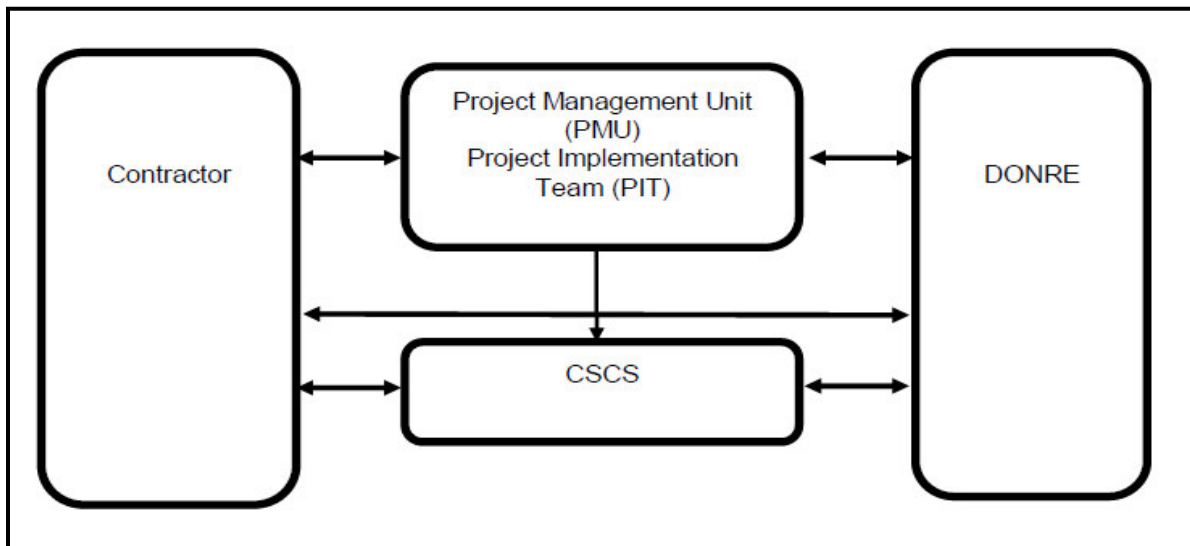 Contractor
Project Management Unit
(PMU)
Project Implementation
Team (PIT)
DONRE
CSCS